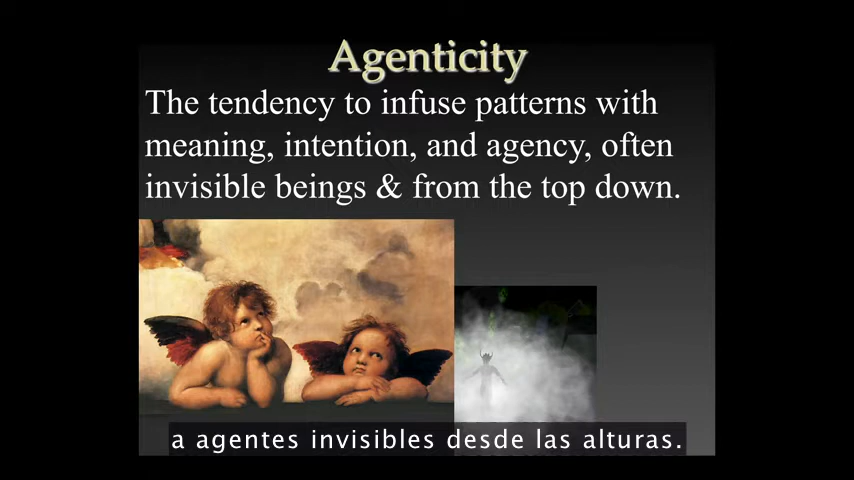 Agenticity
The tendency to infuse patterns with
meaning, intention, and agency, often
invisible beings & from the top down.
a agentes invisibles desde las alturas.